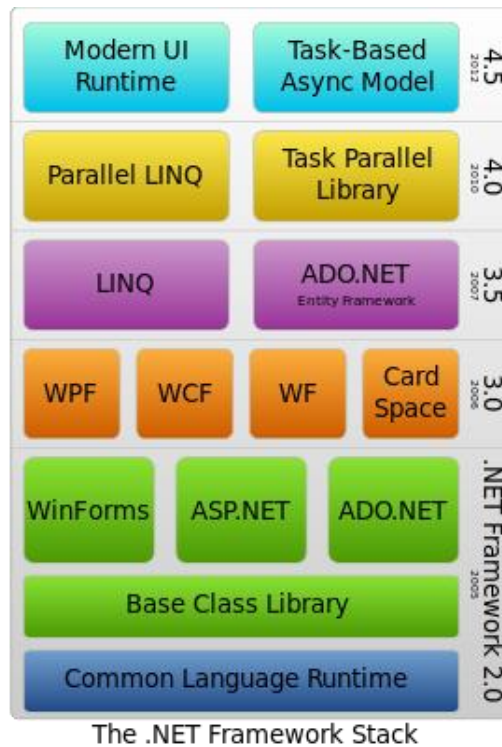 Modern UI
Runtime
Task-Based
Async Model
4.5
2012
Parallel LINQ
Task Parallel
Library
4.0
2010
LINQ
ADO.NET
Entity Framework
3.5
2007
WPF
WCF
WF
Card
Space
3.0
2006
WinForms
ASP.NET
ADO.NET
Base Class Library
Common Language Runtime
.NET Framework 2.0
2005
The .NET Framework Stack